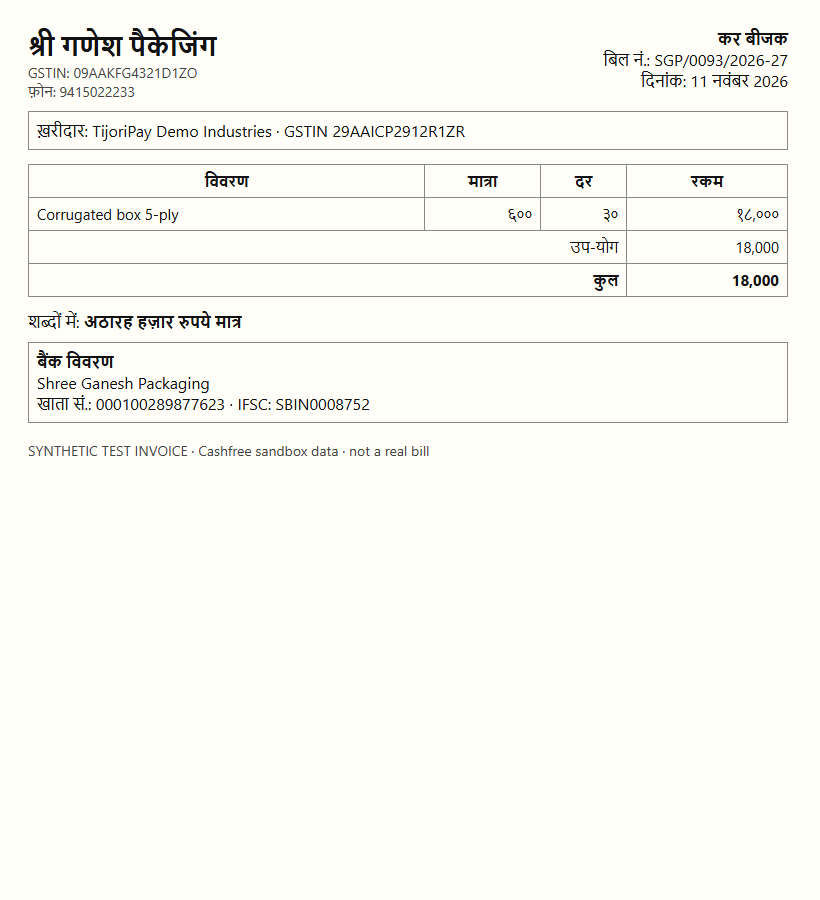 श्री गणेश पैकेजिंग
GSTIN: 09AAKFG4321D1ZO
फ़ोन: 9415022233
कर बीजक
बिल नं.: SGP/0093/2026-27
दिनांक: 11 नवंबर 2026
ख़रीदार: TijoriPay Demo Industries · GSTIN 29AAICP2912R1ZR
विवरण मात्रा दर रकम
Corrugated box 5-ply ६०० ३० १८,०००
उप-योग 18,000
कुल 18,000
शब्दों में: अठारह हज़ार रुपये मात्र
बैंक विवरण
Shree Ganesh Packaging
खाता सं.: 000100289877623 · IFSC: SBIN0008752
SYNTHETIC TEST INVOICE · Cashfree sandbox data · not a real bill